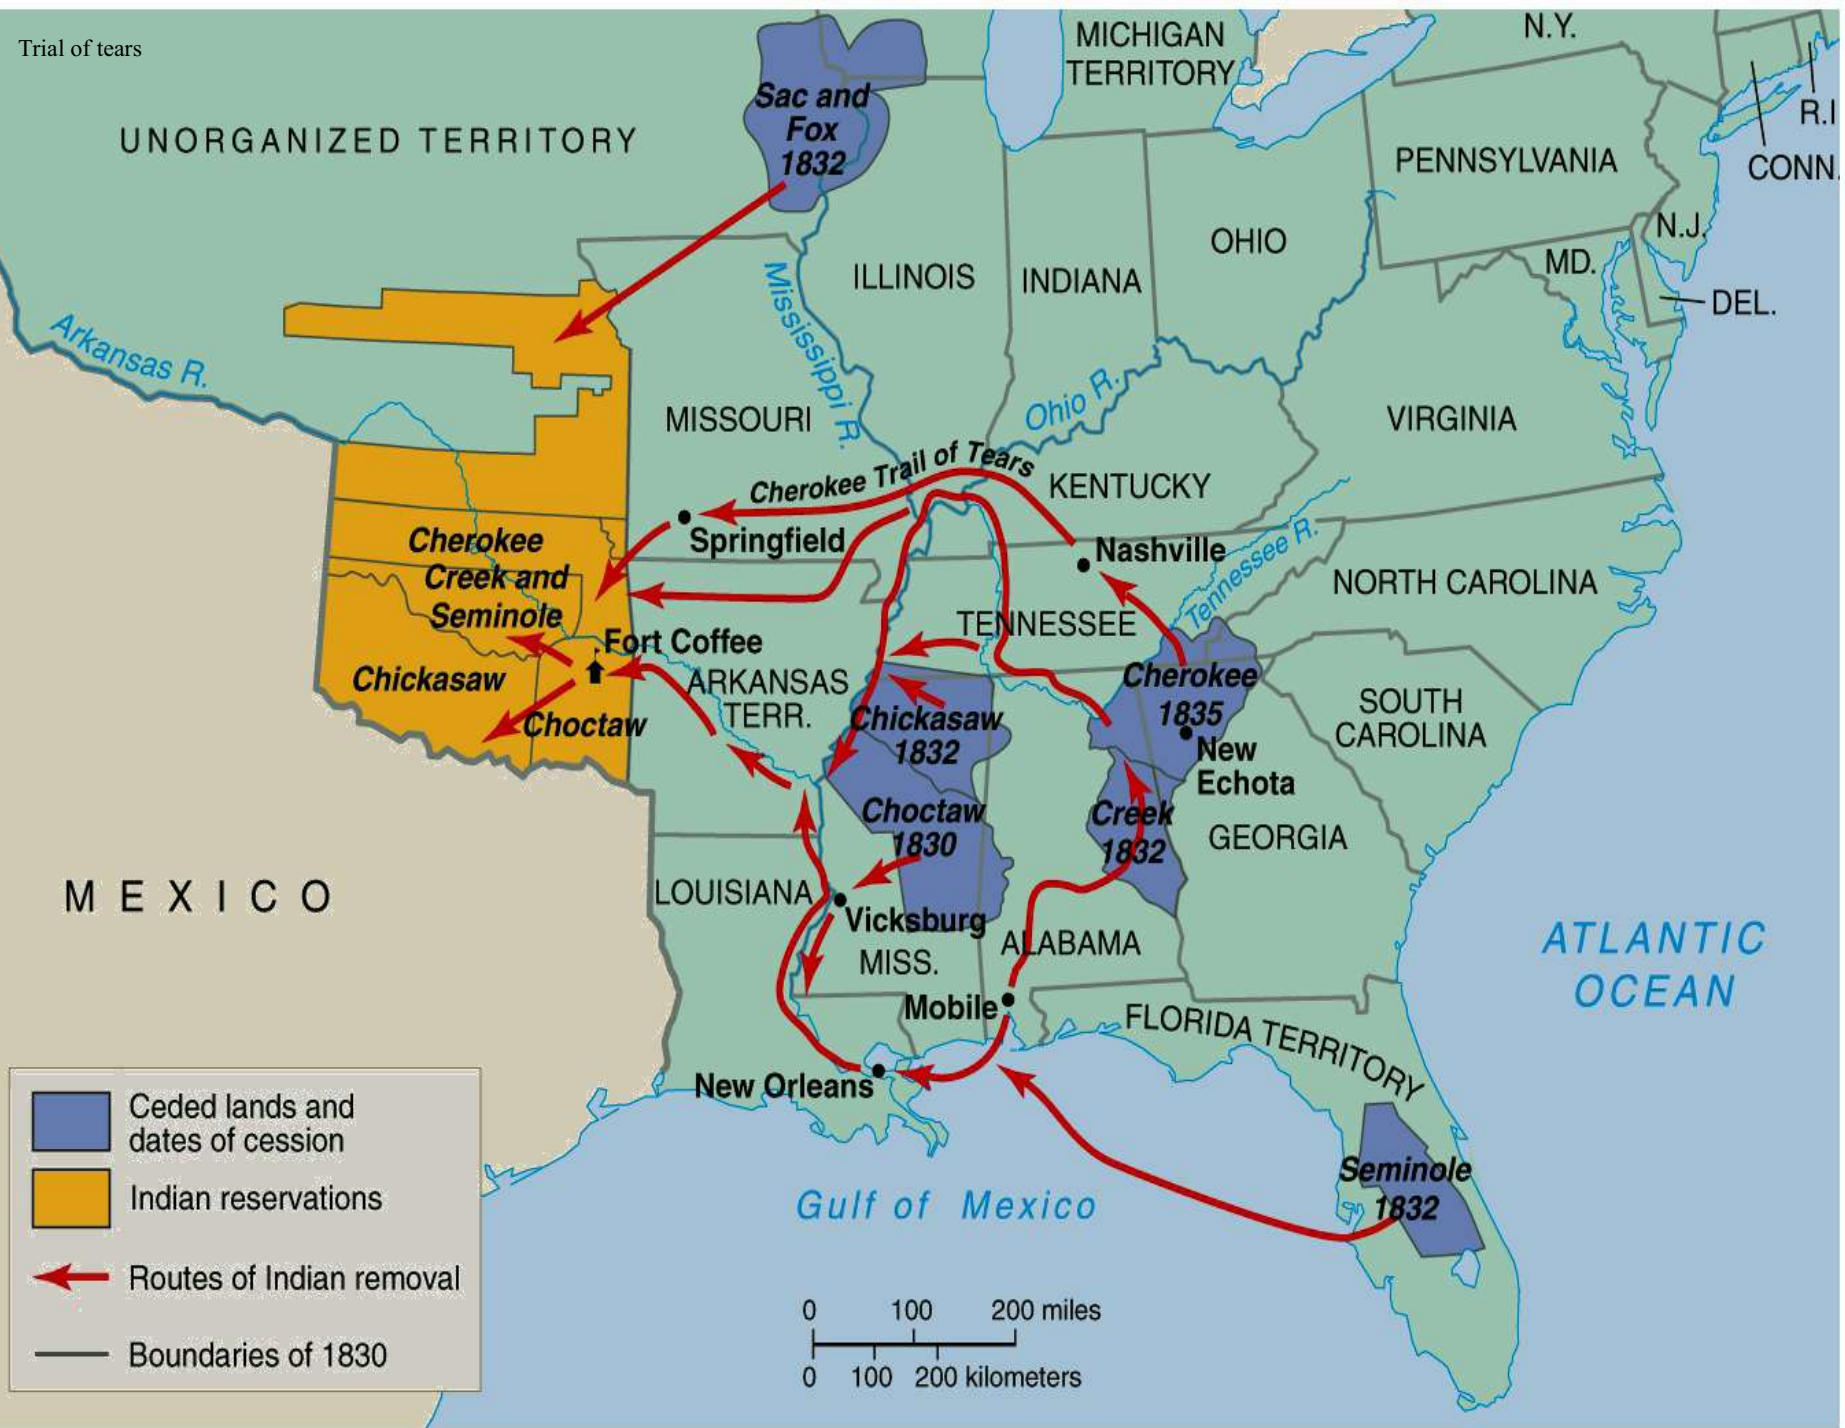 Trial of tears
MICHIGAN
TERRITORY
N.Y.
R.I
CONN.
UNORGANIZED TERRITORY
Sac and
Fox
1832
PENNSYLVANIA
N.J.
MD.
DEL.
OHIO
ILLINOIS
INDIANA
Mississippi R.
Arkansas R.
Ohio R.
MISSOURI
VIRGINIA
Cherokee Trail of Tears
KENTUCKY
Springfield
Nashville
Tennessee R.
NORTH CAROLINA
TENNESSEE
Cherokee
Creek and
Seminole
Fort Coffee
Chickasaw
Choctaw
ARKANSAS
TERR.
Cherokee
1835
New
Echota
SOUTH
CAROLINA
Chickasaw
1832
Choctaw
1830
Creek
1832
GEORGIA
MEXICO
LOUISIANA
Vicksburg
MISS.
ALABAMA
ATLANTIC
OCEAN
Mobile
FLORIDA TERRITORY
New Orleans
Seminole
1832
Gulf of Mexico
Ceded lands and
dates of cession
Indian reservations
Routes of Indian removal
Boundaries of 1830
0 100 200 miles
0 100 200 kilometers